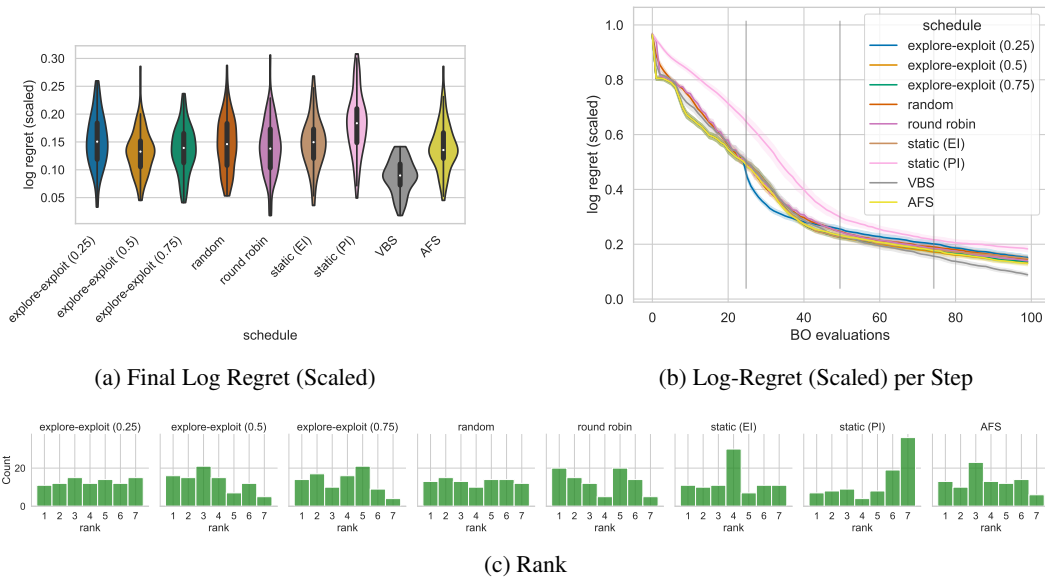 0.30
0.25
0.20
0.15
0.10
0.05
log regret (scaled)
explore-exploit (0.25)
explore-exploit (0.5)
explore-exploit (0.75)
random
round robin
static (EI)
static (PI)
VBS
AFS
schedule
(a) Final Log Regret (Scaled)
1.0
0.8
0.6
0.4
0.2
0.0
log regret (scaled)
0 20 40 60 80 100
BO evaluations
schedule
explore-exploit (0.25)
explore-exploit (0.5)
explore-exploit (0.75)
random
round robin
static (EI)
static (PI)
VBS
AFS
(b) Log-Regret (Scaled) per Step
explore-exploit (0.25) explore-exploit (0.5) explore-exploit (0.75) random round robin static (EI) static (PI) AFS
Count
20
0
1 2 3 4 5 6 7 1 2 3 4 5 6 7 1 2 3 4 5 6 7 1 2 3 4 5 6 7 1 2 3 4 5 6 7 1 2 3 4 5 6 7 1 2 3 4 5 6 7 1 2 3 4 5 6 7
rank rank rank rank rank rank rank rank
(c) Rank